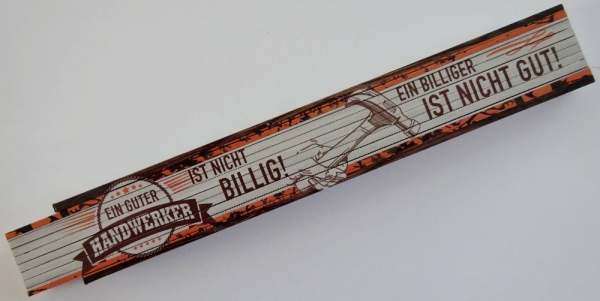 EIN GUTER
HANDWERKER
IST NICHT
BILLIG!
EIN BILLIGER
IST NICHT GUT!